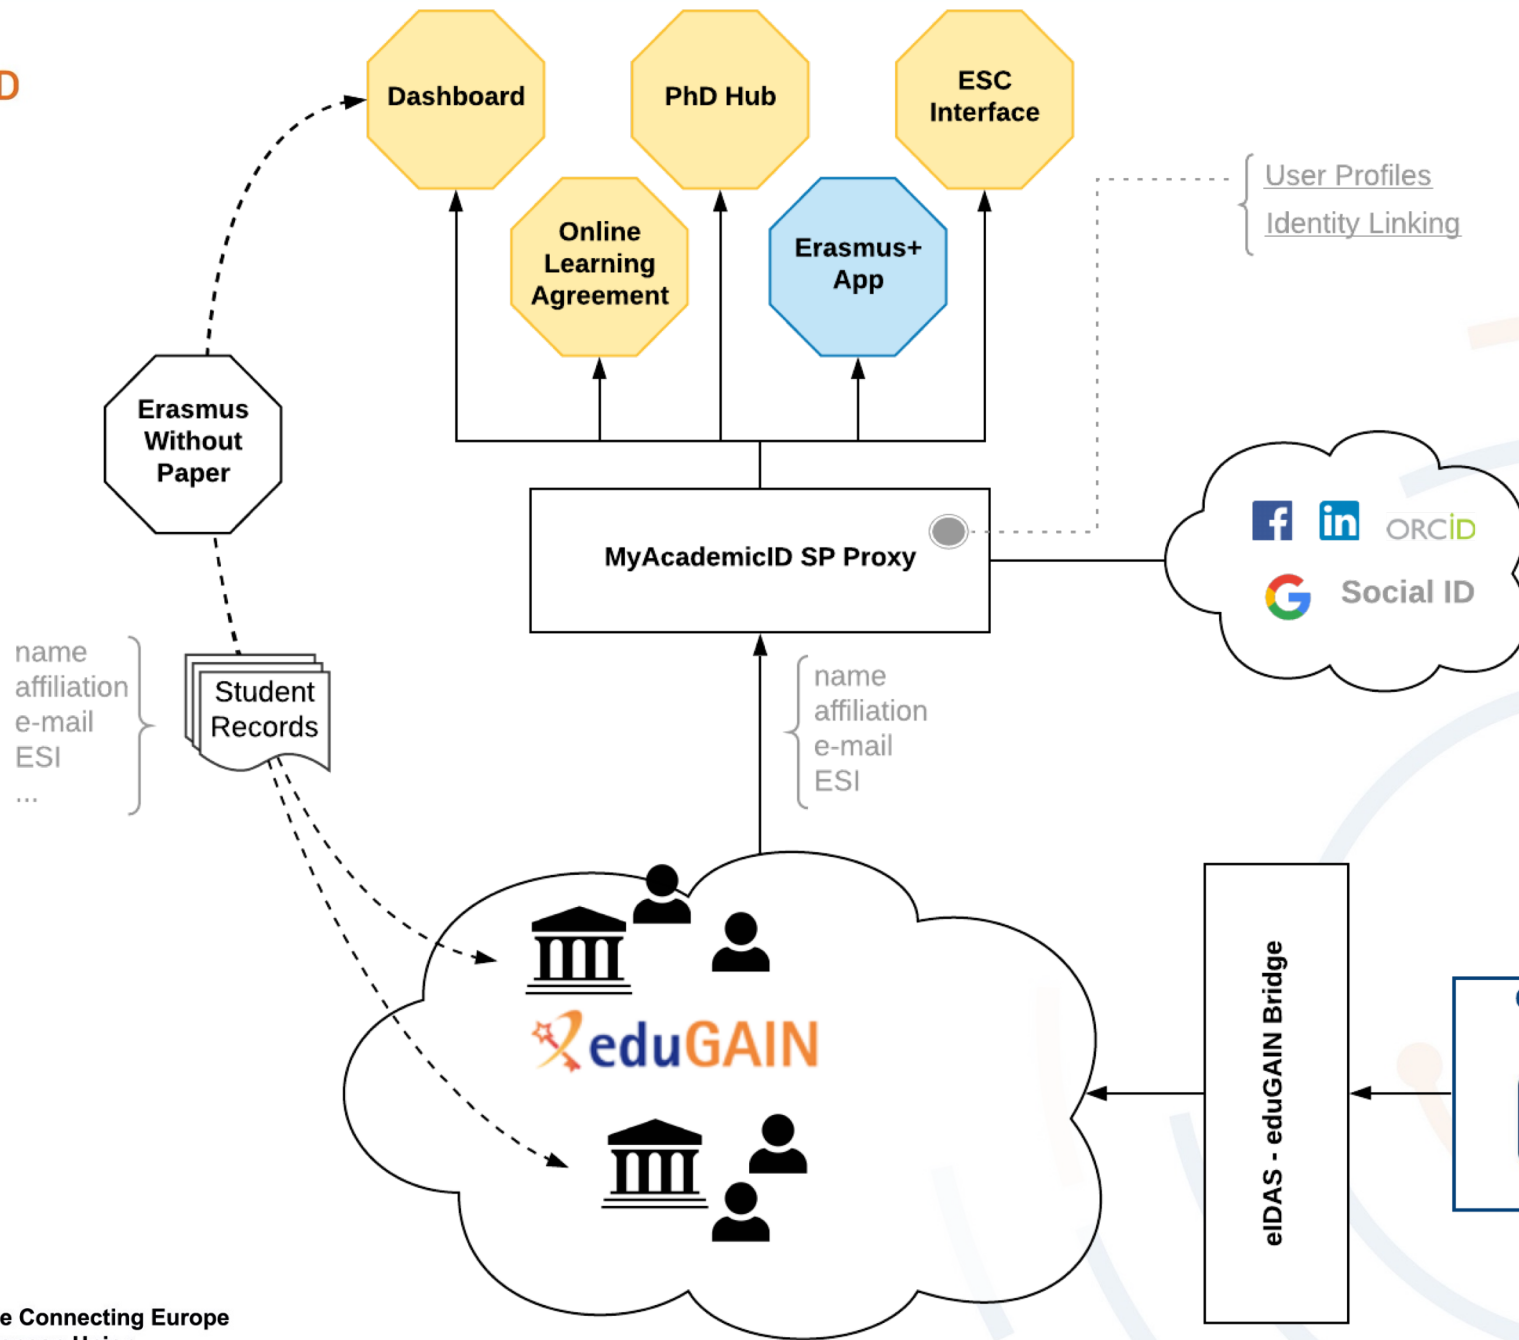 D
Dashboard
PhD Hub
ESC
Interface
Online
Learning
Agreement
Erasmus+
App
User Profiles
Identity Linking
Erasmus
Without
Paper
MyAcademicID SP Proxy
ORCID
Social ID
name
affiliation
e-mail
ESI
...
Student
Records
name
affiliation
e-mail
ESI
eduGAIN
eIDAS - eduGAIN Bridge
e Connecting Europe